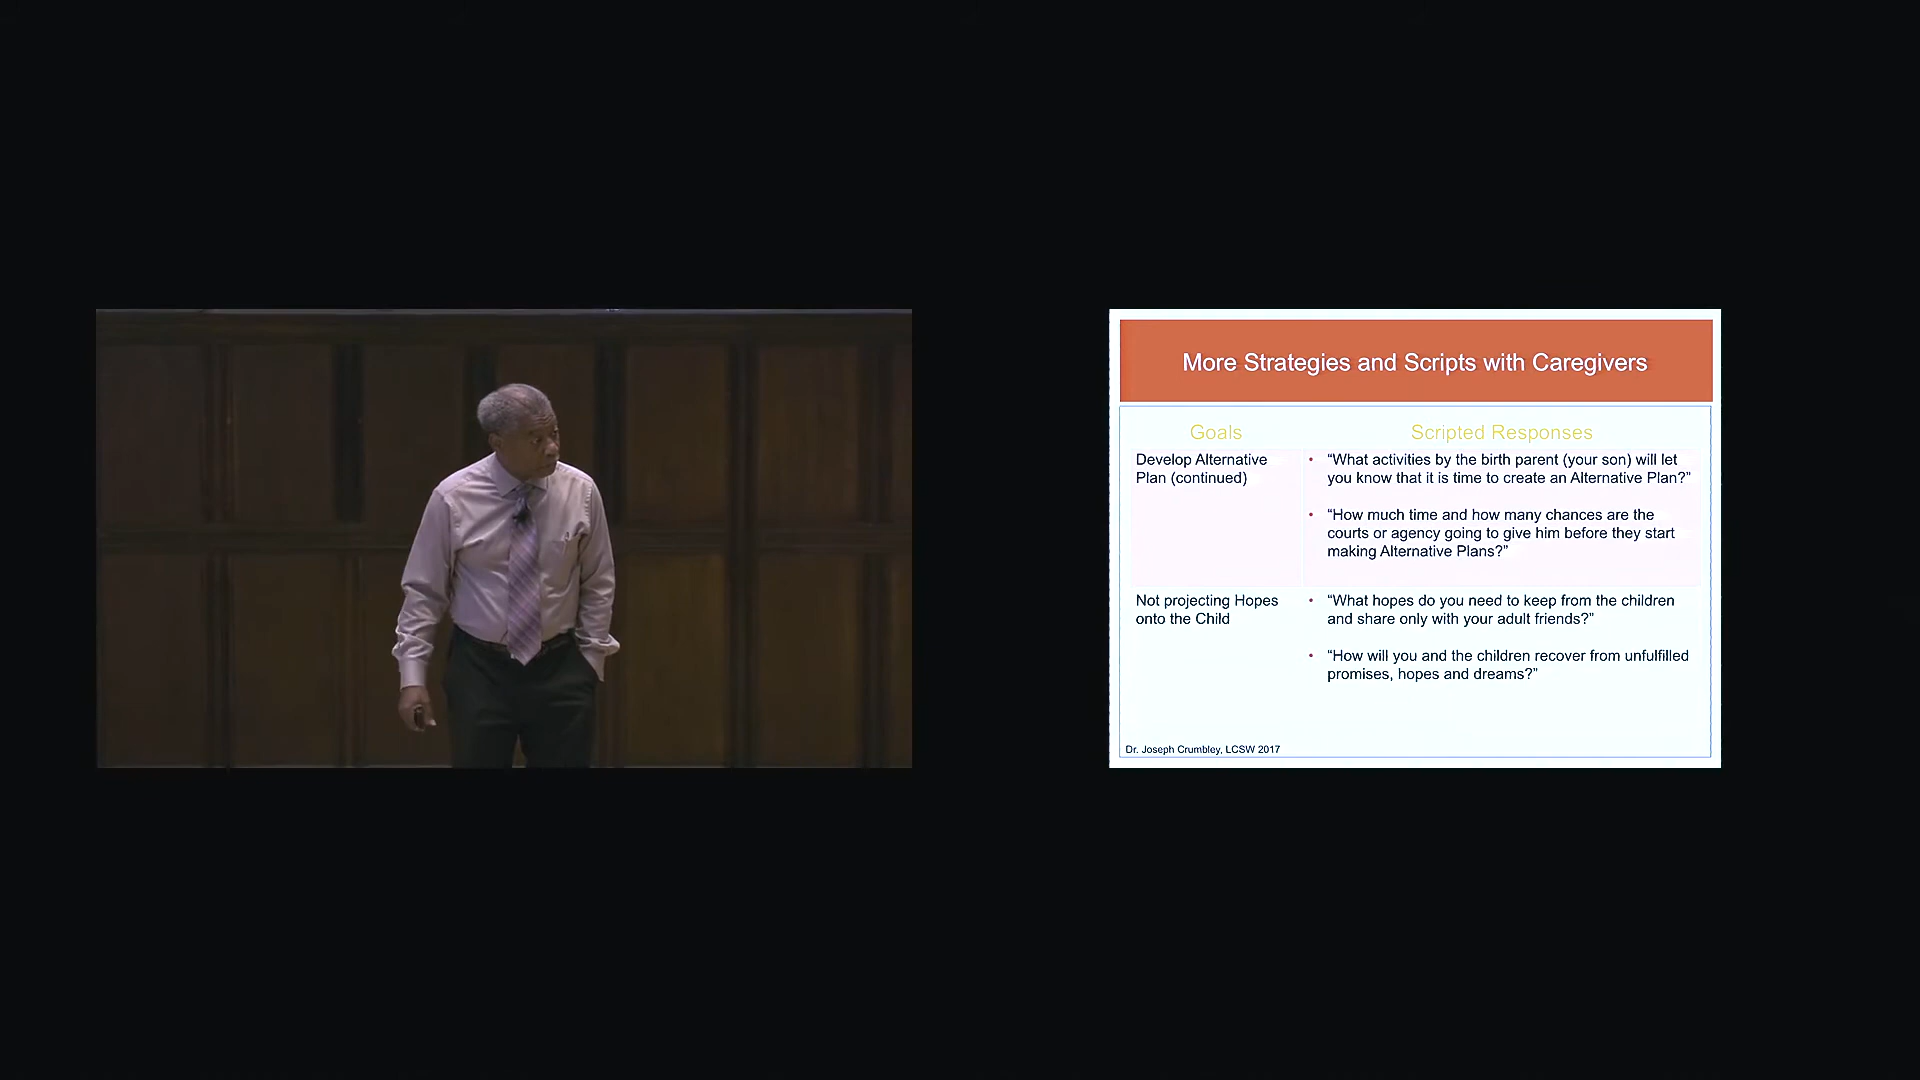 More Strategies and Scripts with Caregivers
Goals
Scripted Responses
Develop Alternative
Plan (continued)
• “What activities by the birth parent (your son) will let
you know that it is time to create an Alternative Plan?”
• “How much time and how many chances are the
courts or agency going to give him before they start
making Alternative Plans?”
Not projecting Hopes
onto the Child
• “What hopes do you need to keep from the children
and share only with your adult friends?”
• “How will you and the children recover from unfulfilled
promises, hopes and dreams?”
Dr. Joseph Crumbley, LCSW 2017